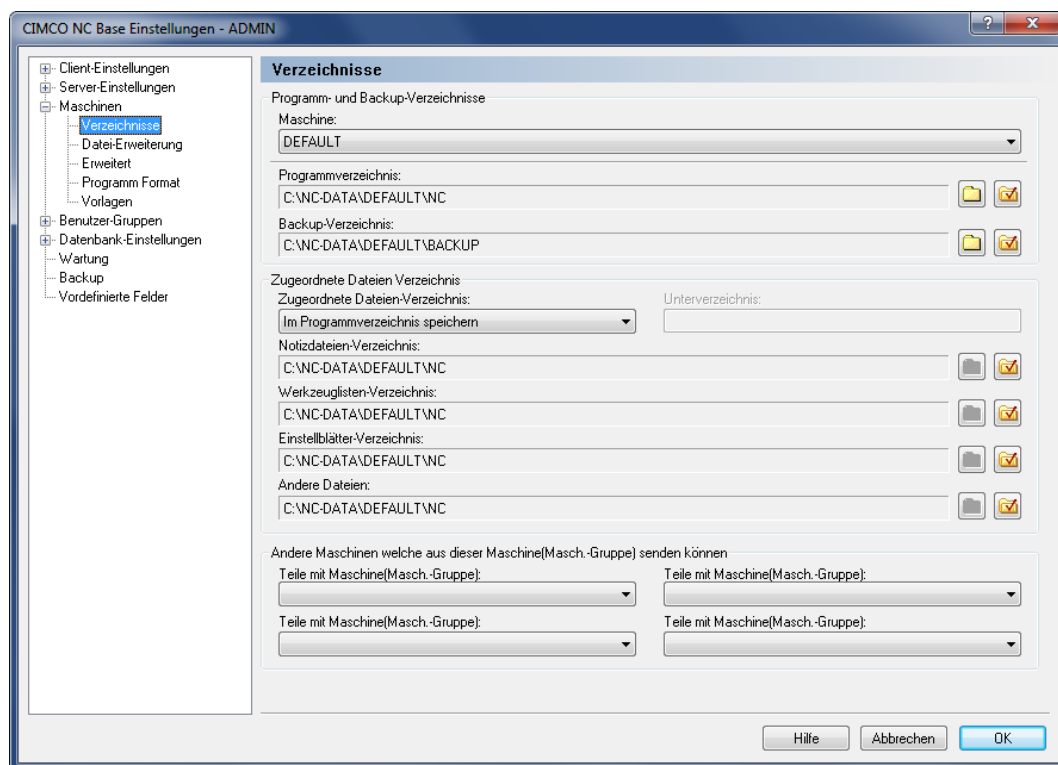 CIMCO NC Base Einstellungen - ADMIN
Client-Einstellungen
Server-Einstellungen
Maschinen
Verzeichnisse
Datei-Erweiterung
Erweitert
Programm Format
Vorlagen
Benutzer-Gruppen
Datenbank-Einstellungen
Wartung
Backup
Vordefinierte Felder
Verzeichnisse
Programm- und Backup-Verzeichnisse
Maschine:
DEFAULT
Programmverzeichnis:
C:\NC-DATA\DEFAULT\NC
Backup-Verzeichnis:
C:\NC-DATA\DEFAULT\BACKUP
Zugeordnete Dateien Verzeichnis
Zugeordnete Dateien-Verzeichnis: Unterverzeichnis:
Im Programmverzeichnis speichern
Notizdateien-Verzeichnis:
C:\NC-DATA\DEFAULT\NC
Werkzeuglisten-Verzeichnis:
C:\NC-DATA\DEFAULT\NC
Einstellblätter-Verzeichnis:
C:\NC-DATA\DEFAULT\NC
Andere Dateien:
C:\NC-DATA\DEFAULT\NC
Andere Maschinen welche aus dieser Maschine(Masch.-Gruppe) senden können
Teile mit Maschine(Masch.-Gruppe): Teile mit Maschine(Masch.-Gruppe):
Teile mit Maschine(Masch.-Gruppe): Teile mit Maschine(Masch.-Gruppe):
Hilfe Abbrechen OK